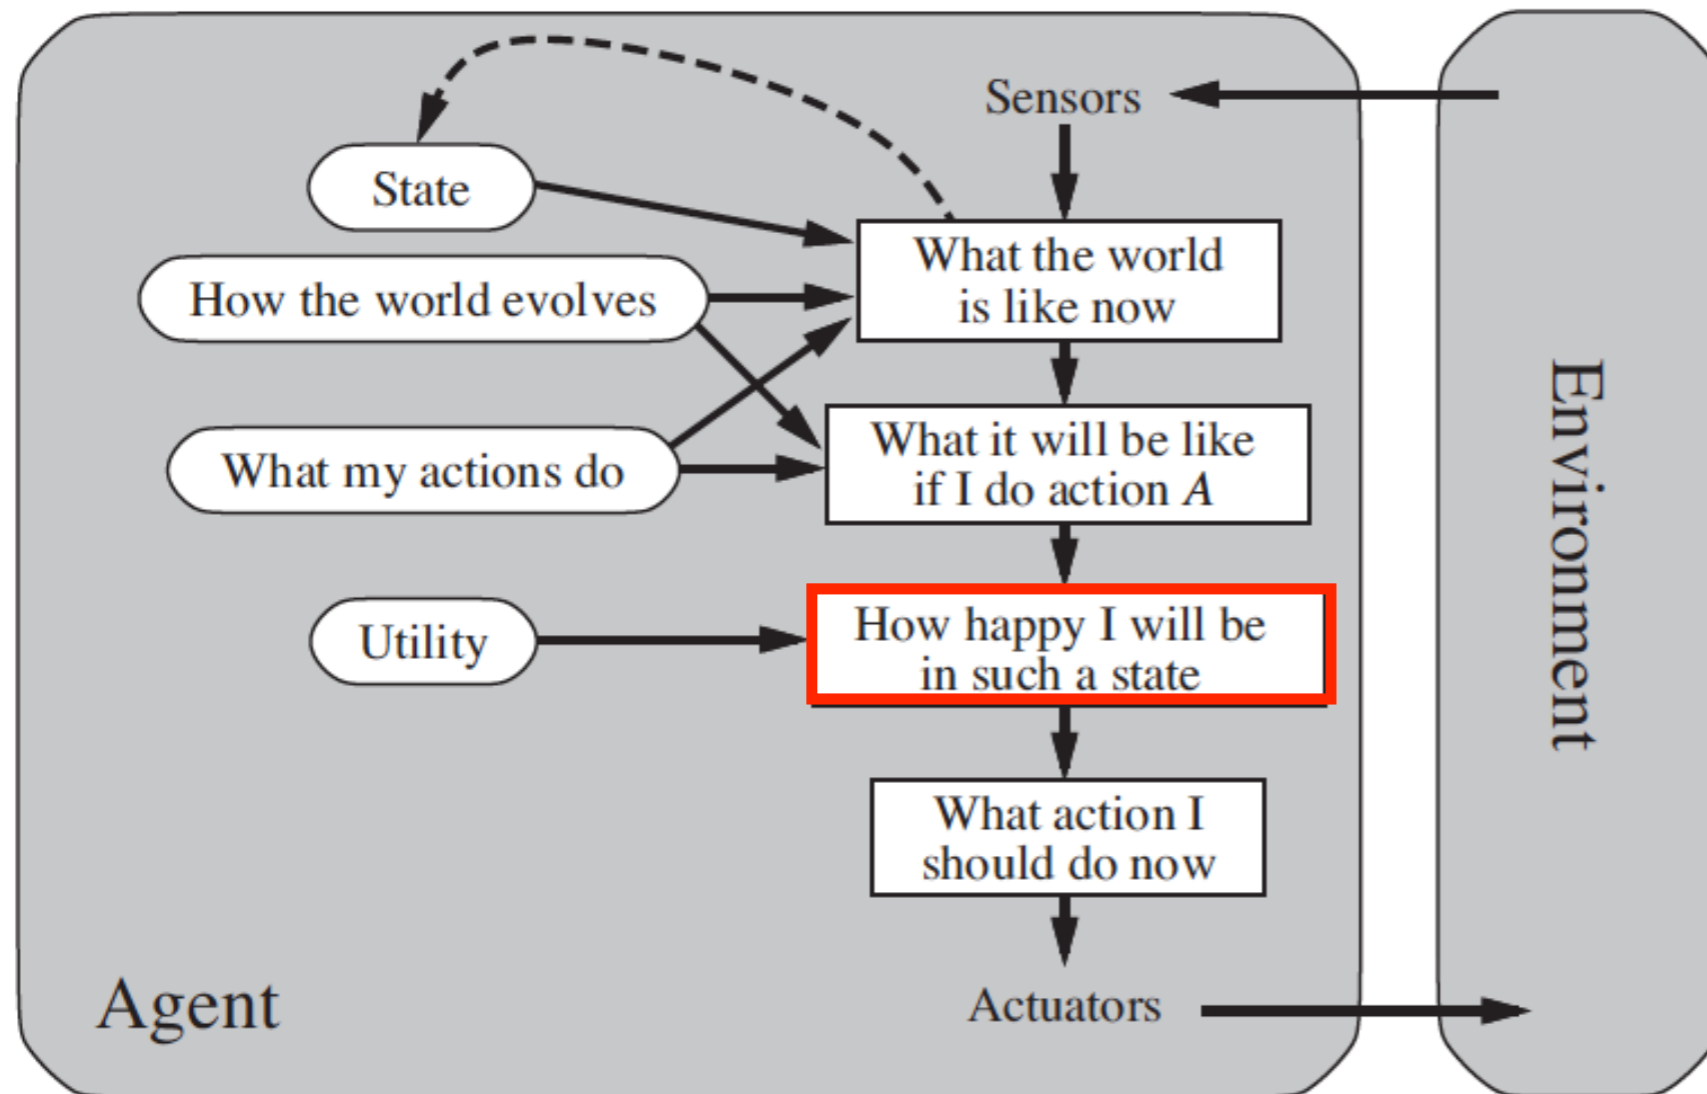 Sensors
State
What the world
is like now
How the world evolves
What my actions do
What it will be like
if I do action A
Utility
How happy I will be
in such a state
What action I
should do now
Agent
Actuators
Environment